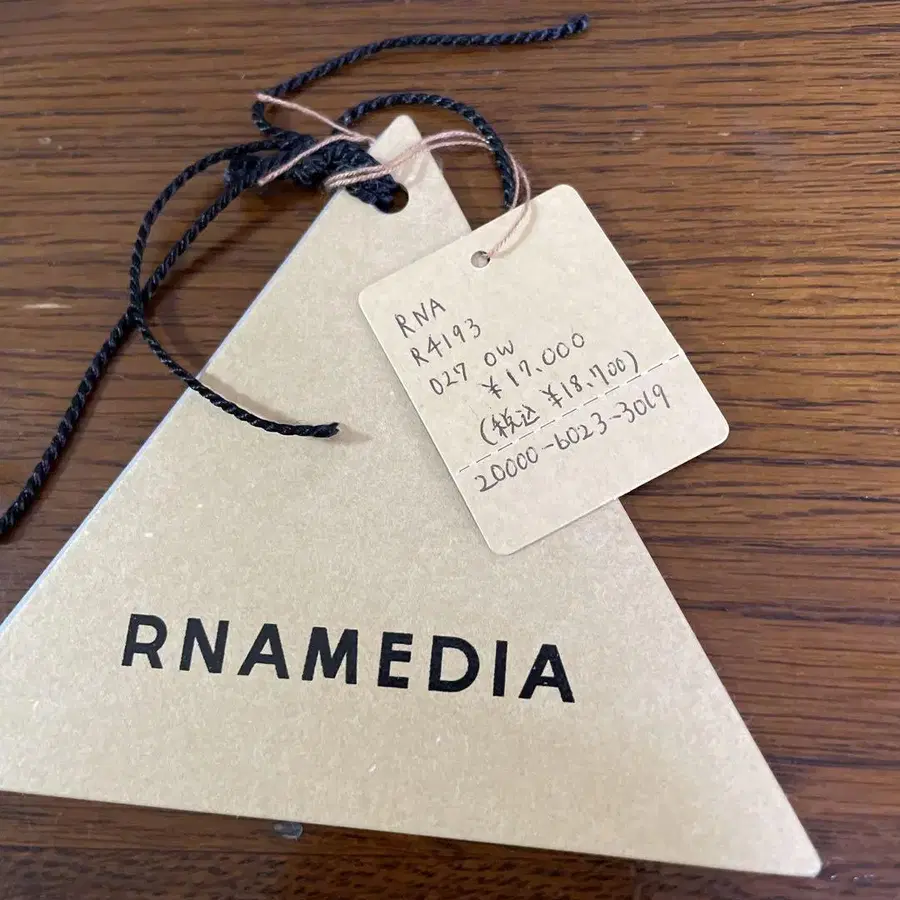 RNA
R4193
027 OW
¥17.000
(税込 ¥18.700)
20000-6023-3019
RNAMEDIA